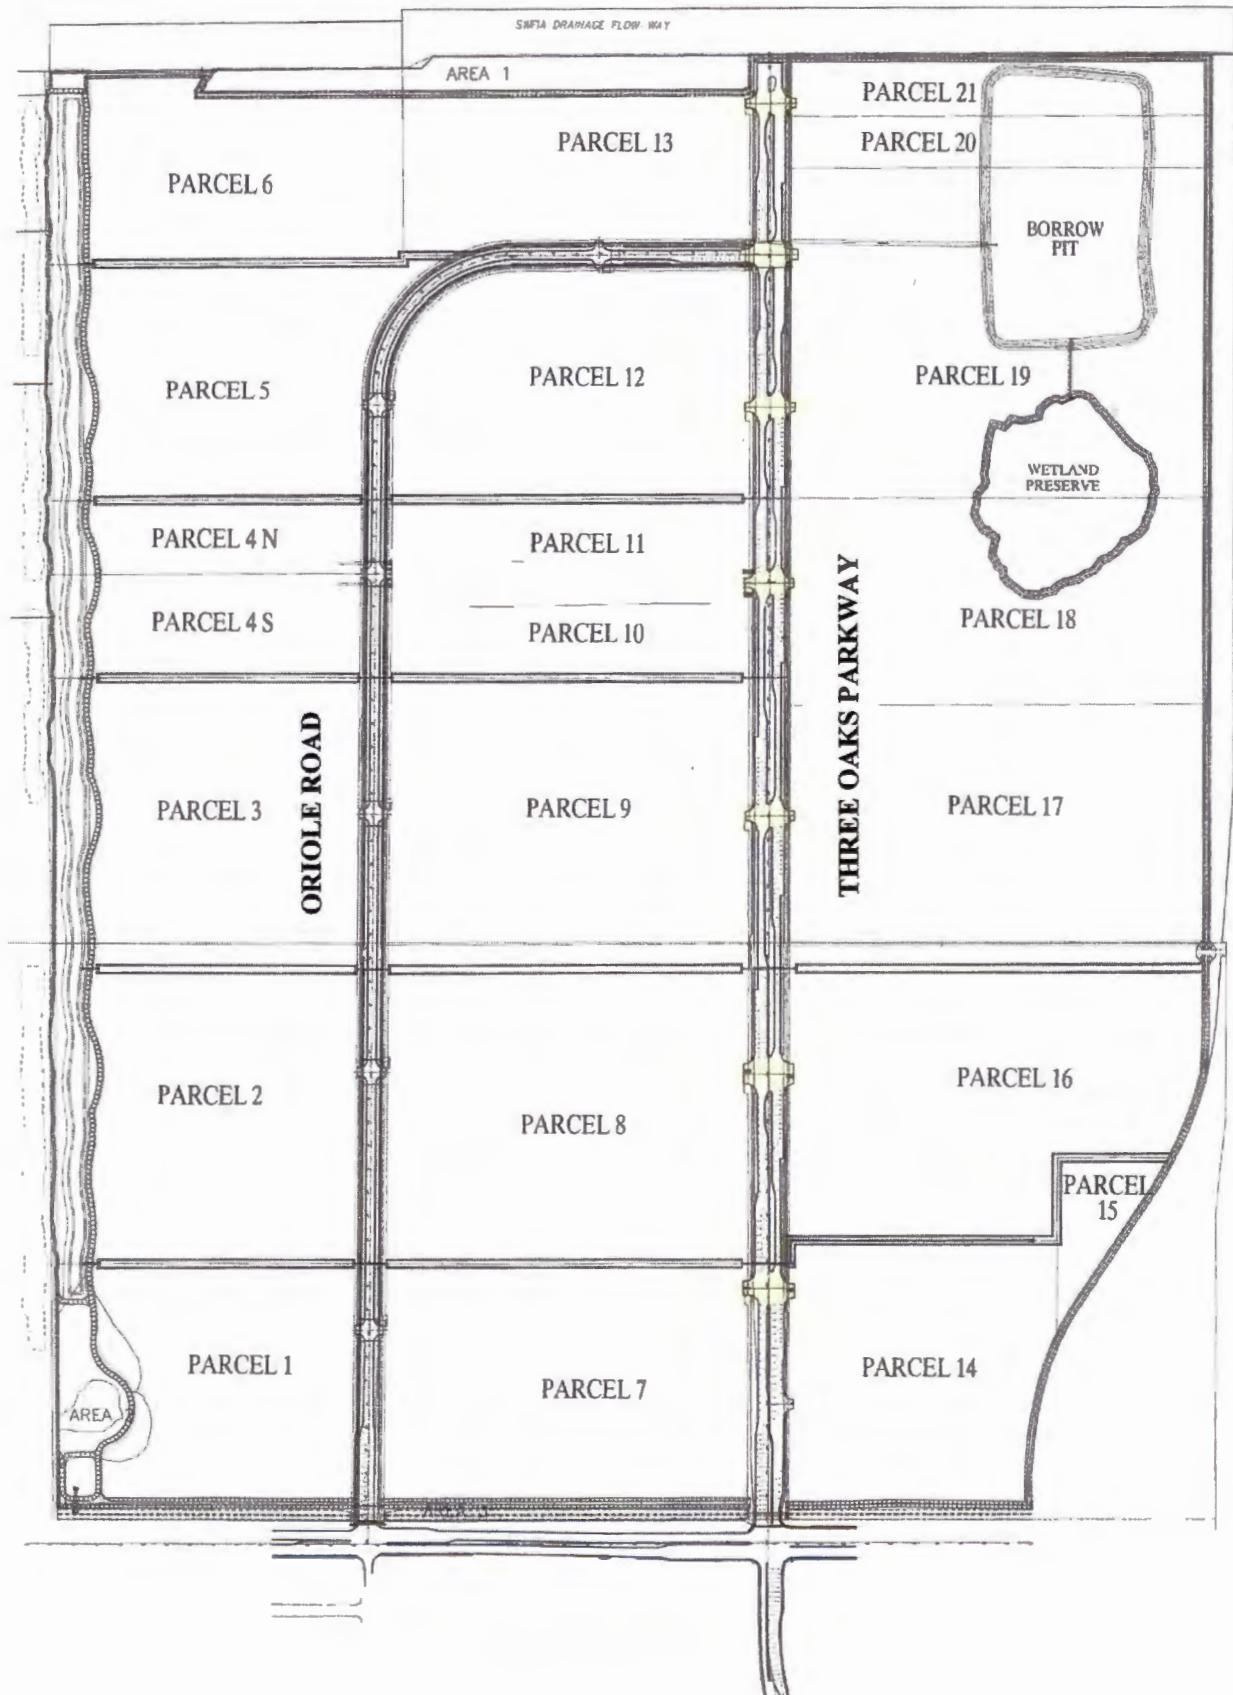 SWFIA DRAINAGE FLOW WAY
AREA 1
PARCEL 21
PARCEL 13
PARCEL 20
PARCEL 6
BORROW
PIT
PARCEL 5
PARCEL 12
PARCEL 19
WETLAND
PRESERVE
PARCEL 4 N
PARCEL 11
PARCEL 4 S
PARCEL 10
PARCEL 18
ORIOLE ROAD
THREE OAKS PARKWAY
PARCEL 3
PARCEL 9
PARCEL 17
PARCEL 2
PARCEL 8
PARCEL 16
PARCEL
15
PARCEL 1
PARCEL 7
PARCEL 14
AREA
AREA 3